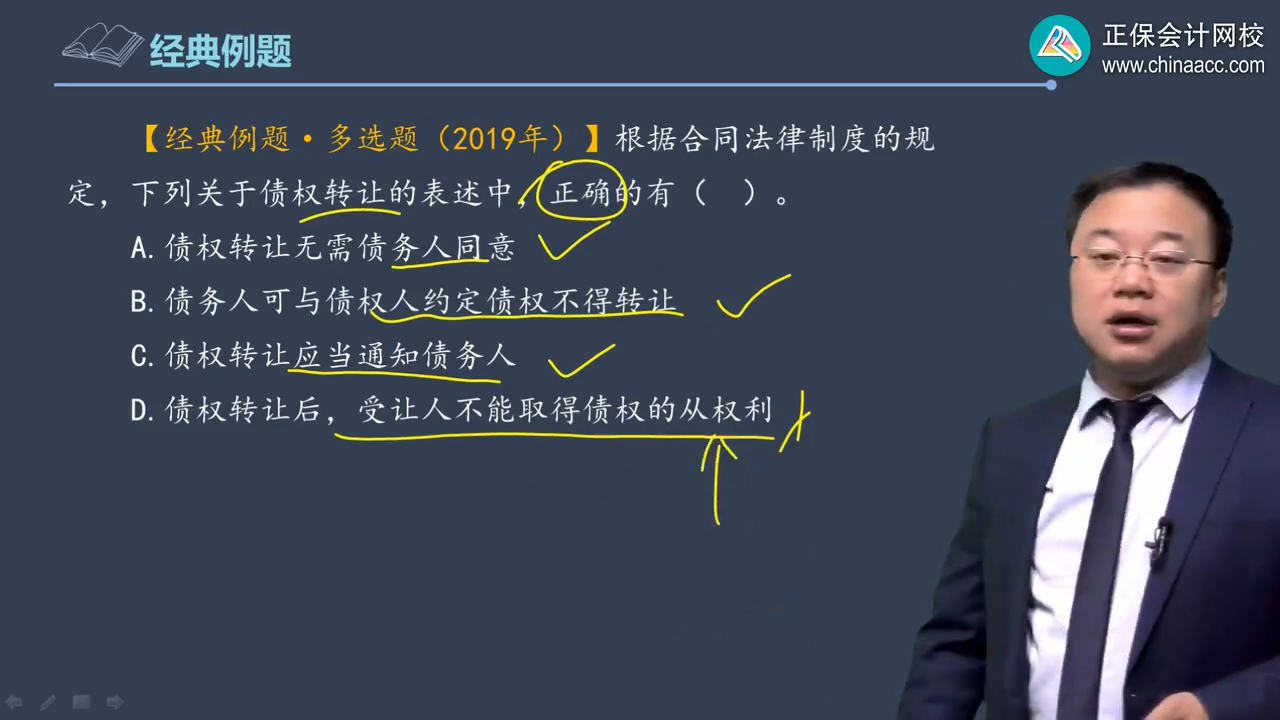 经典例题
正保会计网校
www.chinaacc.com
【经典例题·多选题（2019年）】根据合同法律制度的规
定，下列关于债权转让的表述中，正确的有（ ）。
A.债权转让无需债务人同意
B.债务人可与债权人约定债权不得转让
C.债权转让应当通知债务人
D.债权转让后，受让人不能取得债权的从权利